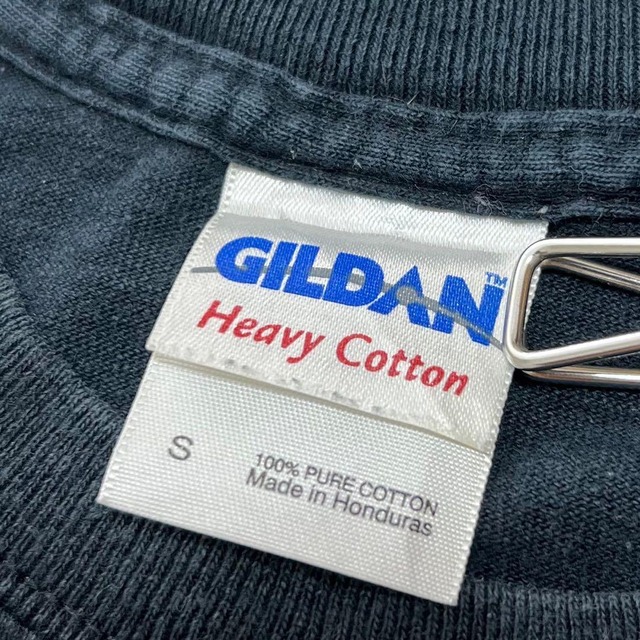 GILDAN™
Heavy Cotton
S
100% PURE COTTON
Made in Honduras